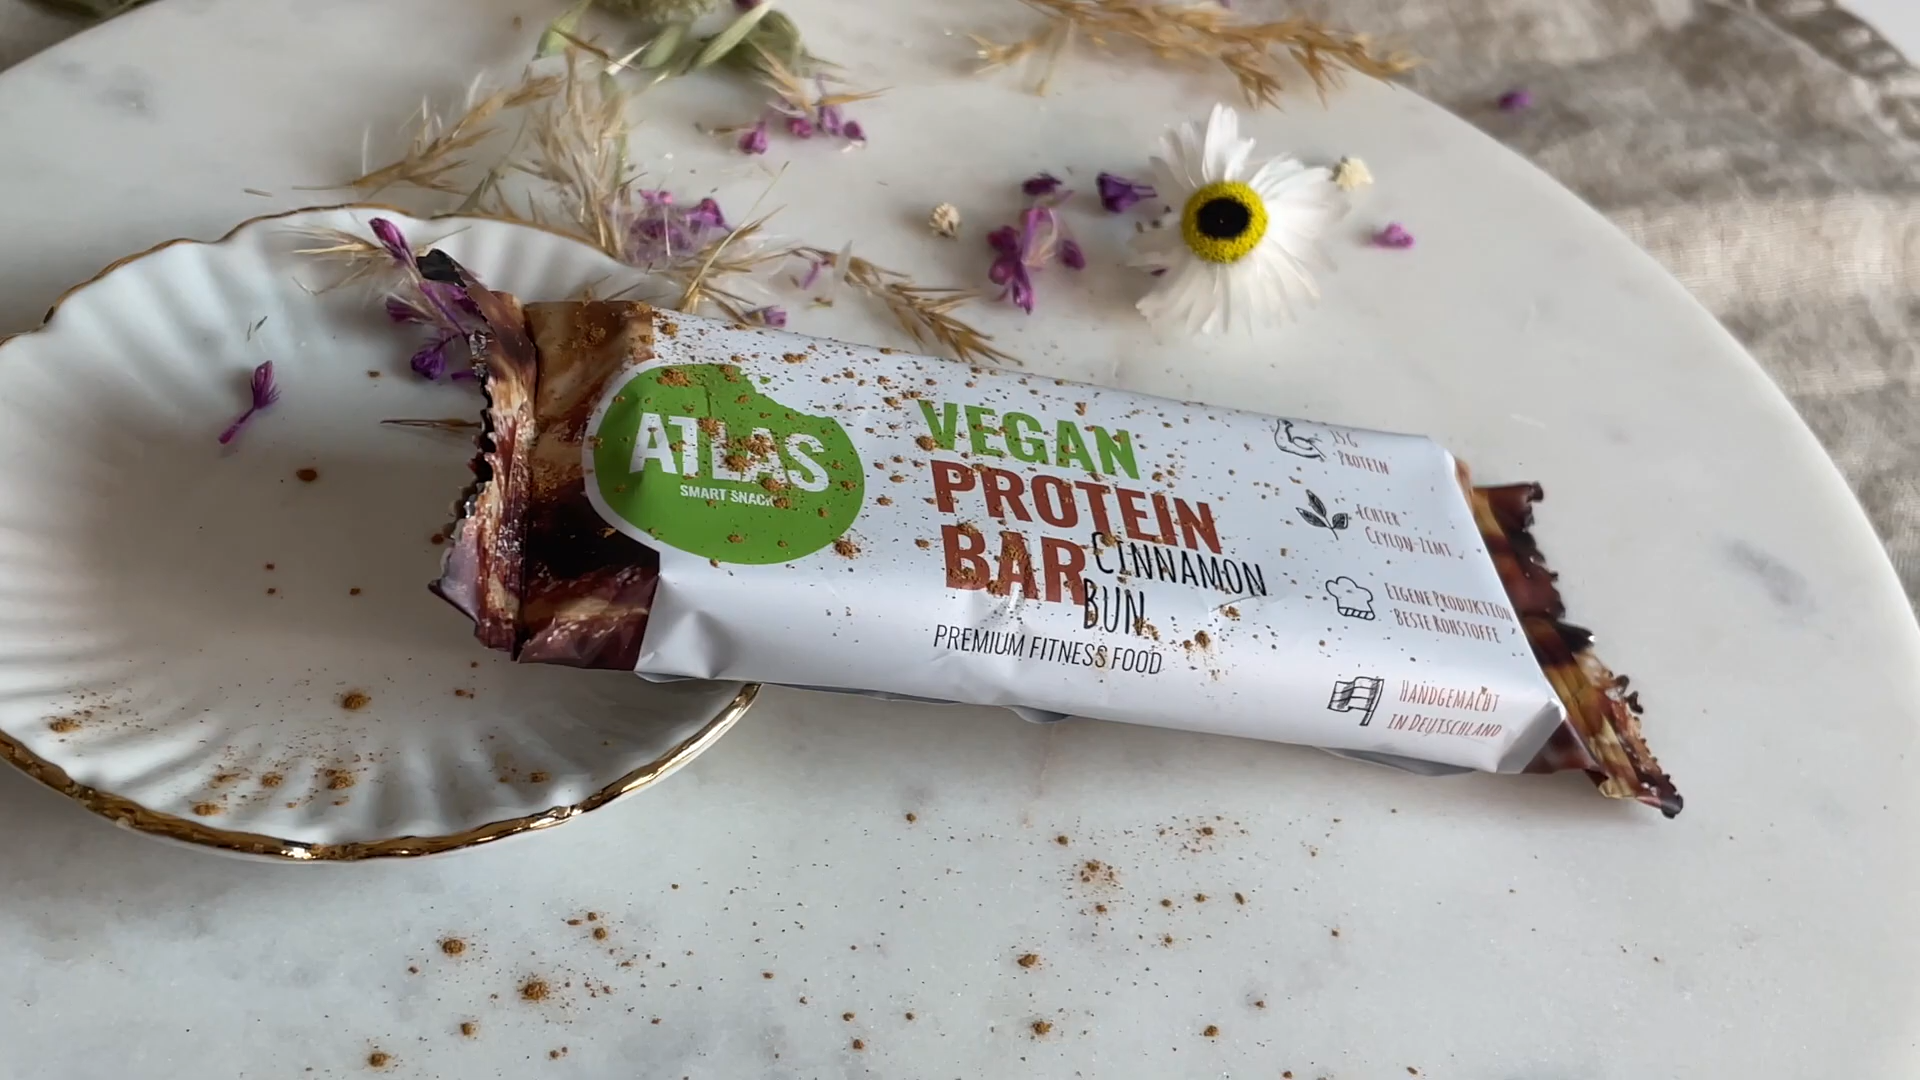 ATLAS
SMART SNACK
VEGAN
PROTEIN
BAR
CINNAMON
BUN
PREMIUM FITNESS FOOD
15G
PROTEIN
ECHTER
CEYLON-ZIMT
EIGENE PRODUKTION
BESTE ROHSTOFFE
HANDGEMACHT
IN DEUTSCHLAND